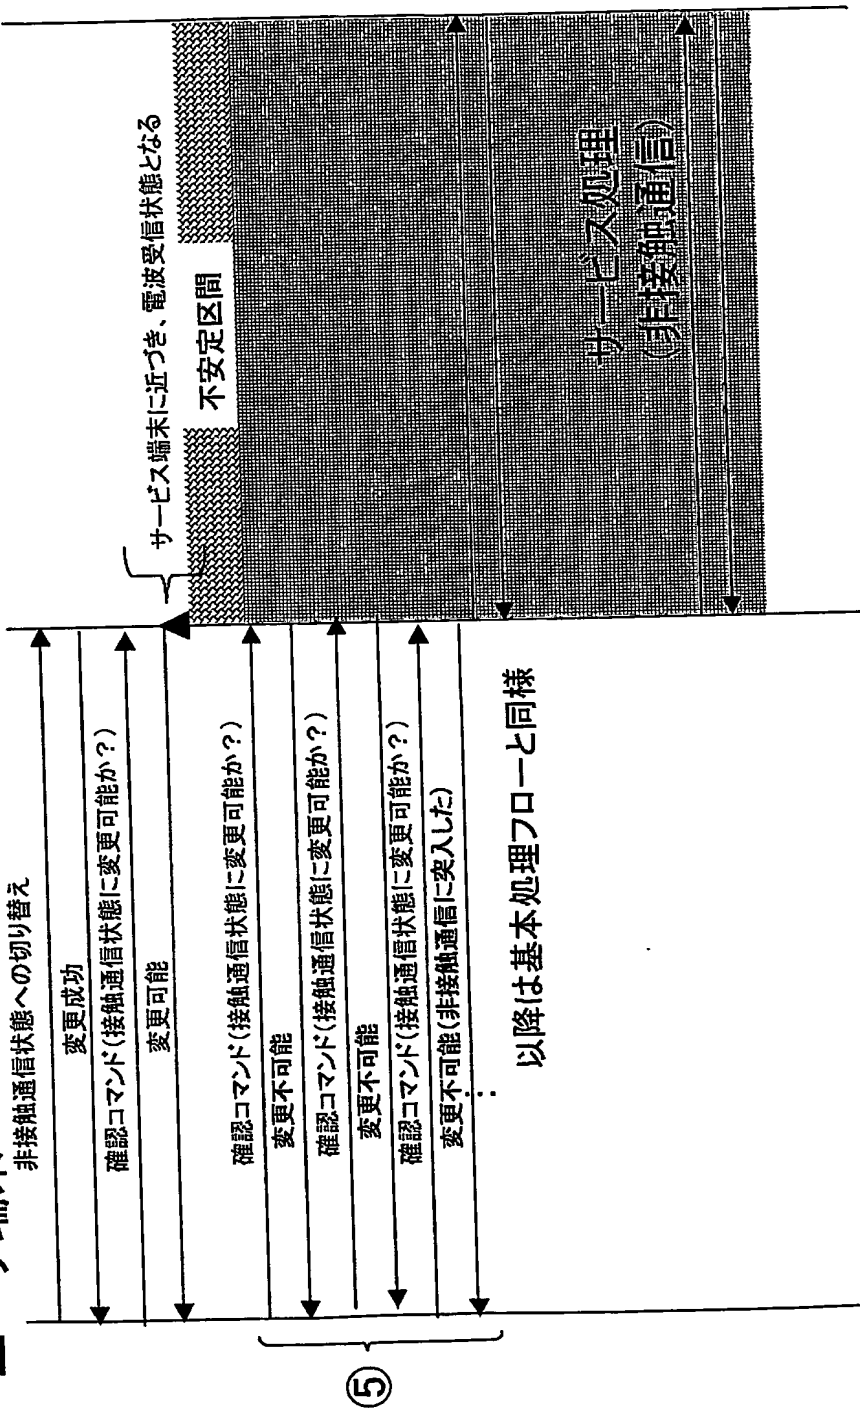 非接触通信状態への切り替え
変更成功
確認コマンド(接触通信状態に変更可能か?)
変更可能
サービス端末に近づき、電波受信状態となる
不安定区間
確認コマンド(接触通信状態に変更可能か?)
変更不可能
確認コマンド(接触通信状態に変更可能か?)
変更不可能
確認コマンド(接触通信状態に変更可能か?)
変更不可能(非接触通信に突入した)
⑤
以降は基本処理フローと同様
サービス処理
(非接触通信)